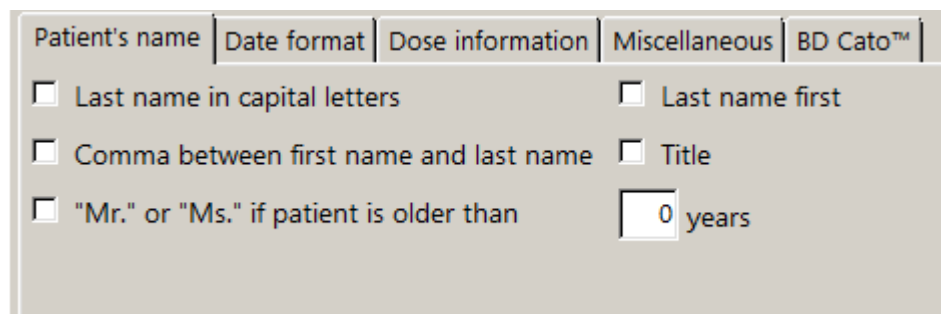 Patient's name Date format Dose information Miscellaneous BD Cato™
Last name in capital letters Last name first
Comma between first name and last name Title
"Mr." or "Ms." if patient is older than 0 years